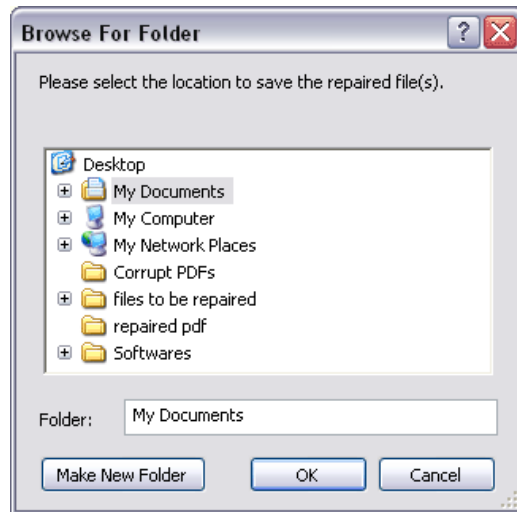 Browse For Folder
Please select the location to save the repaired file(s).
Desktop
My Documents
My Computer
My Network Places
Corrupt PDFs
files to be repaired
repaired pdf
Softwares
Folder: My Documents
Make New Folder OK Cancel